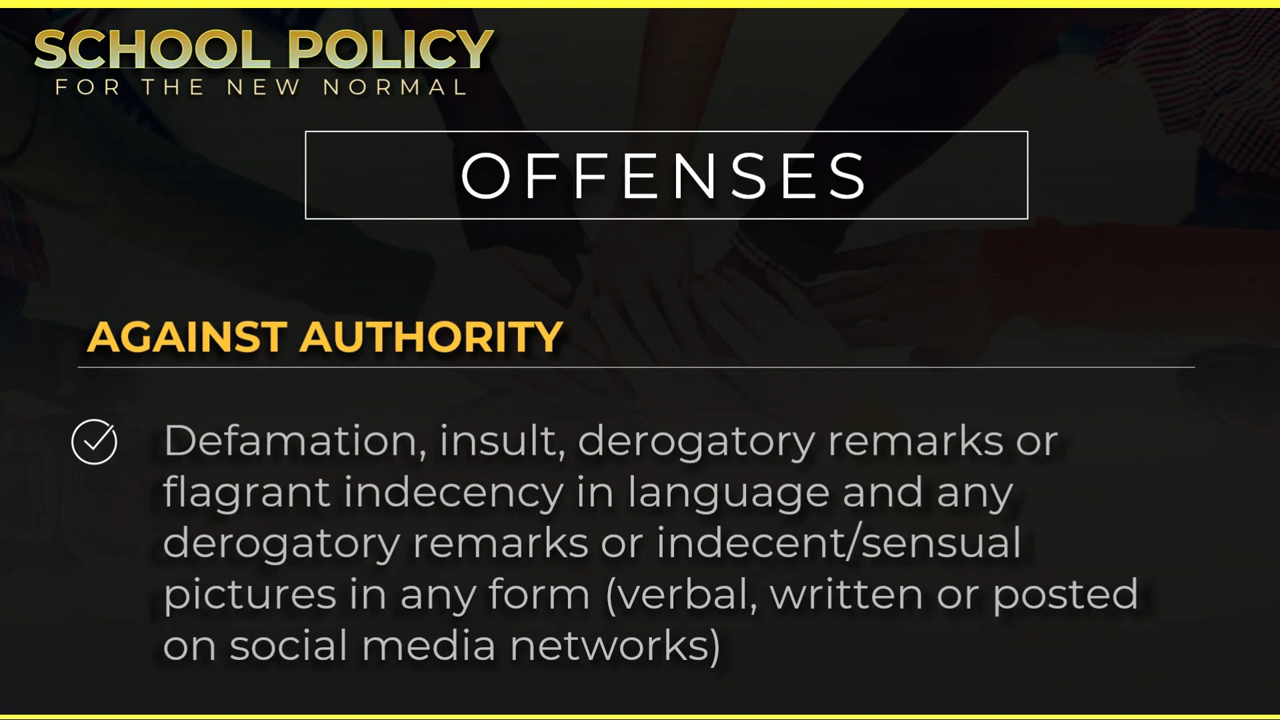 SCHOOL POLICY
FOR THE NEW NORMAL
OFFENSES
AGAINST AUTHORITY
Defamation, insult, derogatory remarks or
flagrant indecency in language and any
derogatory remarks or indecent/sensual
pictures in any form (verbal, written or posted
on social media networks)